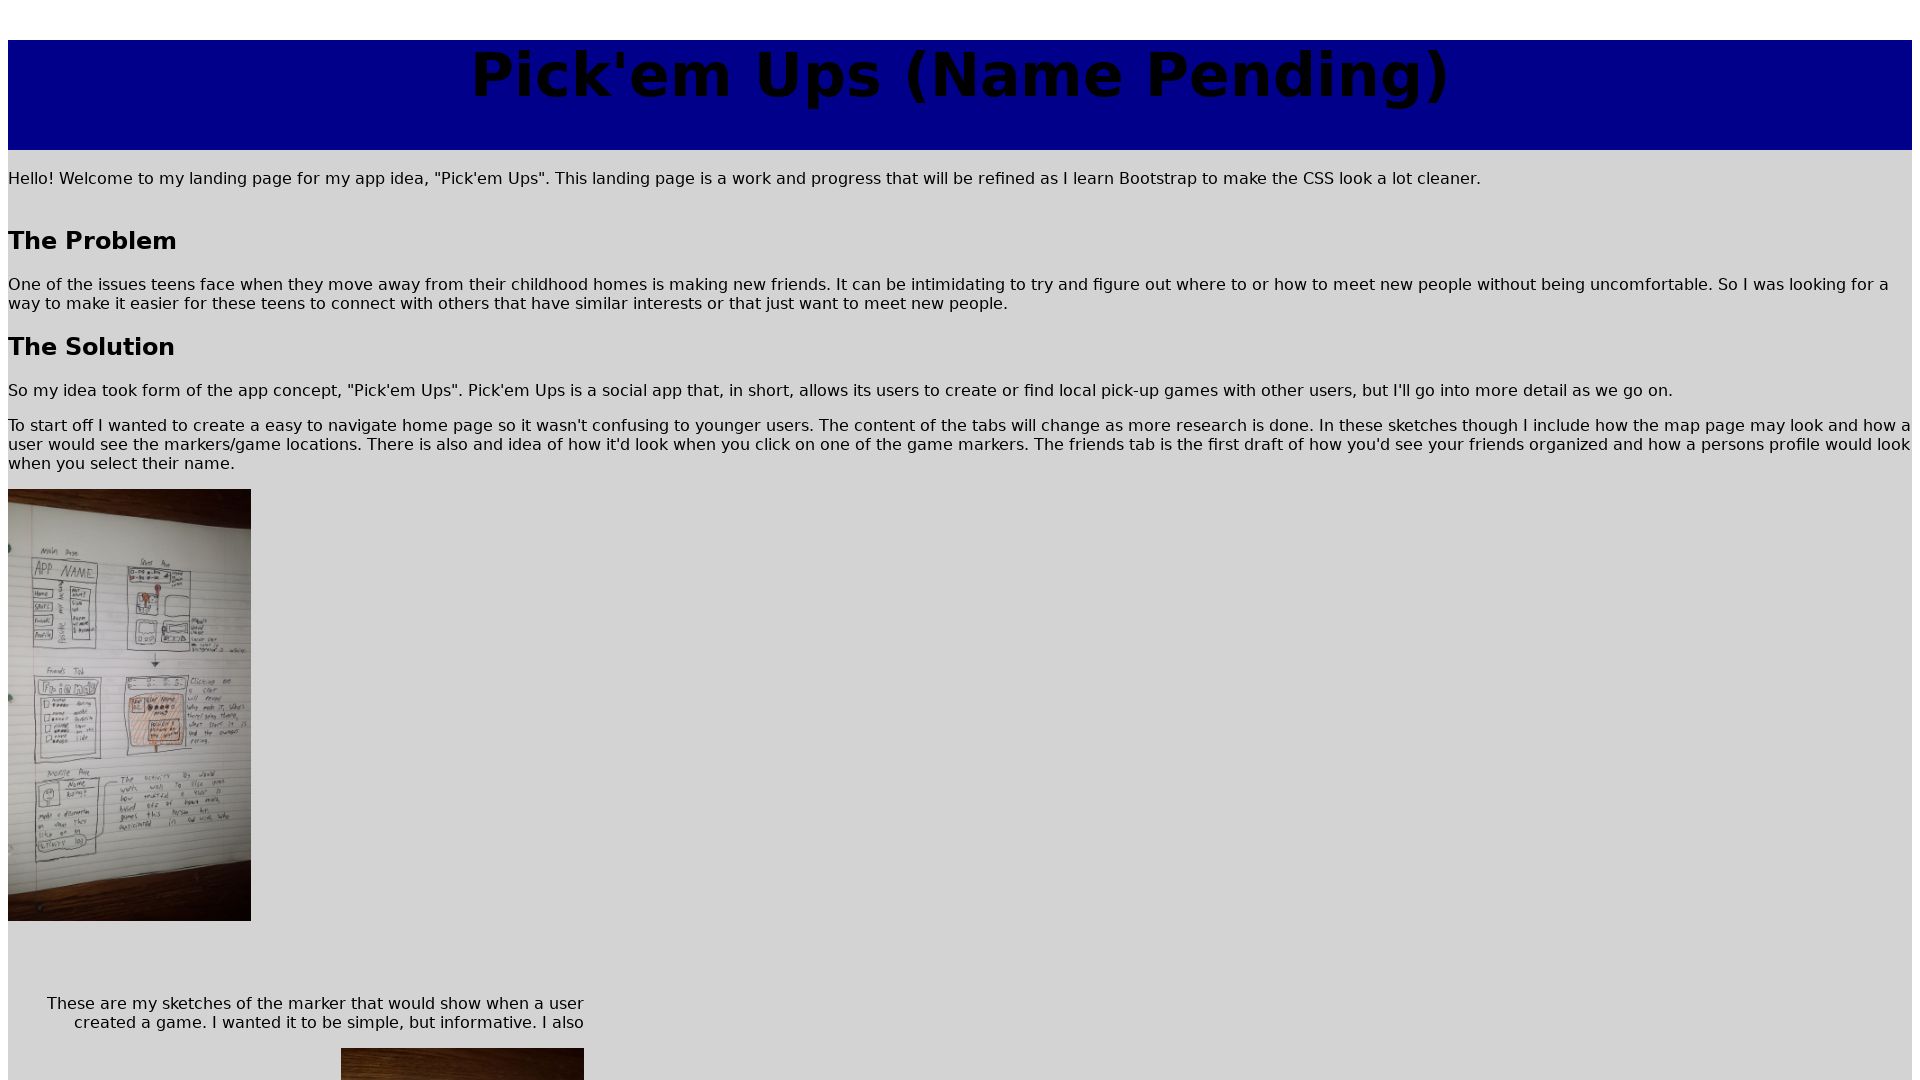 Pick'em Ups (Name Pending)
Hello! Welcome to my landing page for my app idea, "Pick'em Ups". This landing page is a work and progress that will be refined as I learn Bootstrap to make the CSS look a lot cleaner.
The Problem
One of the issues teens face when they move away from their childhood homes is making new friends. It can be intimidating to try and figure out where to or how to meet new people without being uncomfortable. So I was looking for a
way to make it easier for these teens to connect with others that have similar interests or that just want to meet new people.
The Solution
So my idea took form of the app concept, "Pick'em Ups". Pick'em Ups is a social app that, in short, allows its users to create or find local pick-up games with other users, but I'll go into more detail as we go on.
To start off I wanted to create a easy to navigate home page so it wasn't confusing to younger users. The content of the tabs will change as more research is done. In these sketches though I include how the map page may look and how a
user would see the markers/game locations. There is also and idea of how it'd look when you click on one of the game markers. The friends tab is the first draft of how you'd see your friends organized and how a persons profile would look
when you select their name.
Main Page
APP NAME
Home
Profile
Friends Tab
Clicking on
Name
The activity log would
These are my sketches of the marker that would show when a user
created a game. I wanted it to be simple, but informative. I also